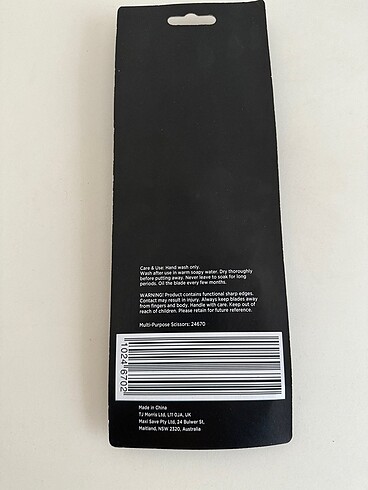 Care & Use: Hand wash only.
Wash after use in warm soapy water. Dry thoroughly
before putting away. Never leave to soak for long
periods. Oil the blade every few months.
WARNING! Product contains functional sharp edges.
Contact may result in injury. Always keep blades away
from fingers and body. Handle with care. Keep out of
reach of children. Please retain for future reference.
Multi-Purpose Scissors: 24670
10246702
Made in China
TJ Morris Ltd, L11 0JA, UK
Maxi Save Pty Ltd, 24 Bulwer St,
Maitland, NSW 2320, Australia